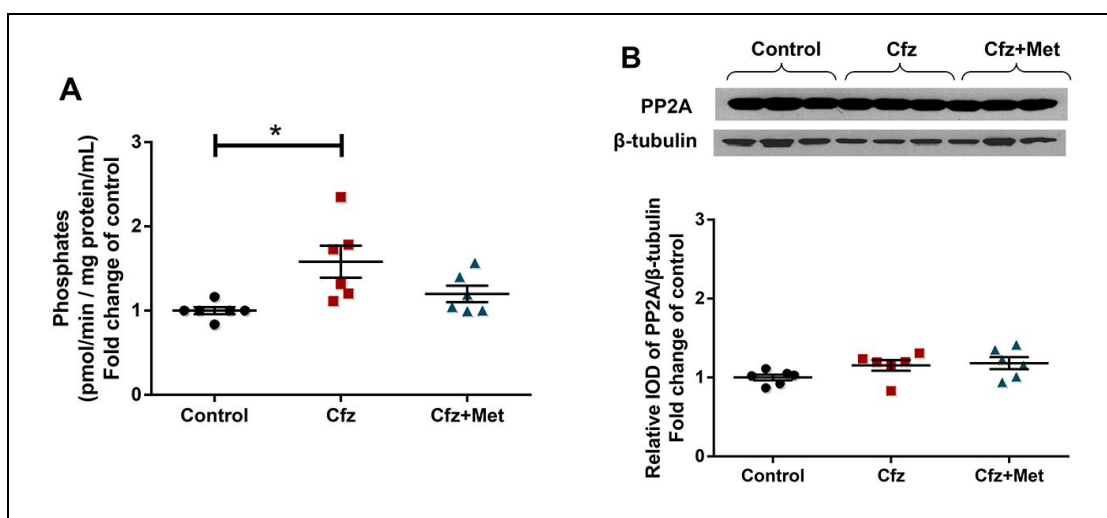 A
Phosphates
(pmol/min / mg protein/mL)
Fold change of control
3
2
1
0
*
Control
Cfz
Cfz+Met
B
Control
Cfz
Cfz+Met
PP2A
β-tubulin
Relative IOD of PP2A/β-tubulin
Fold change of control
3
2
1
0
Control
Cfz
Cfz+Met